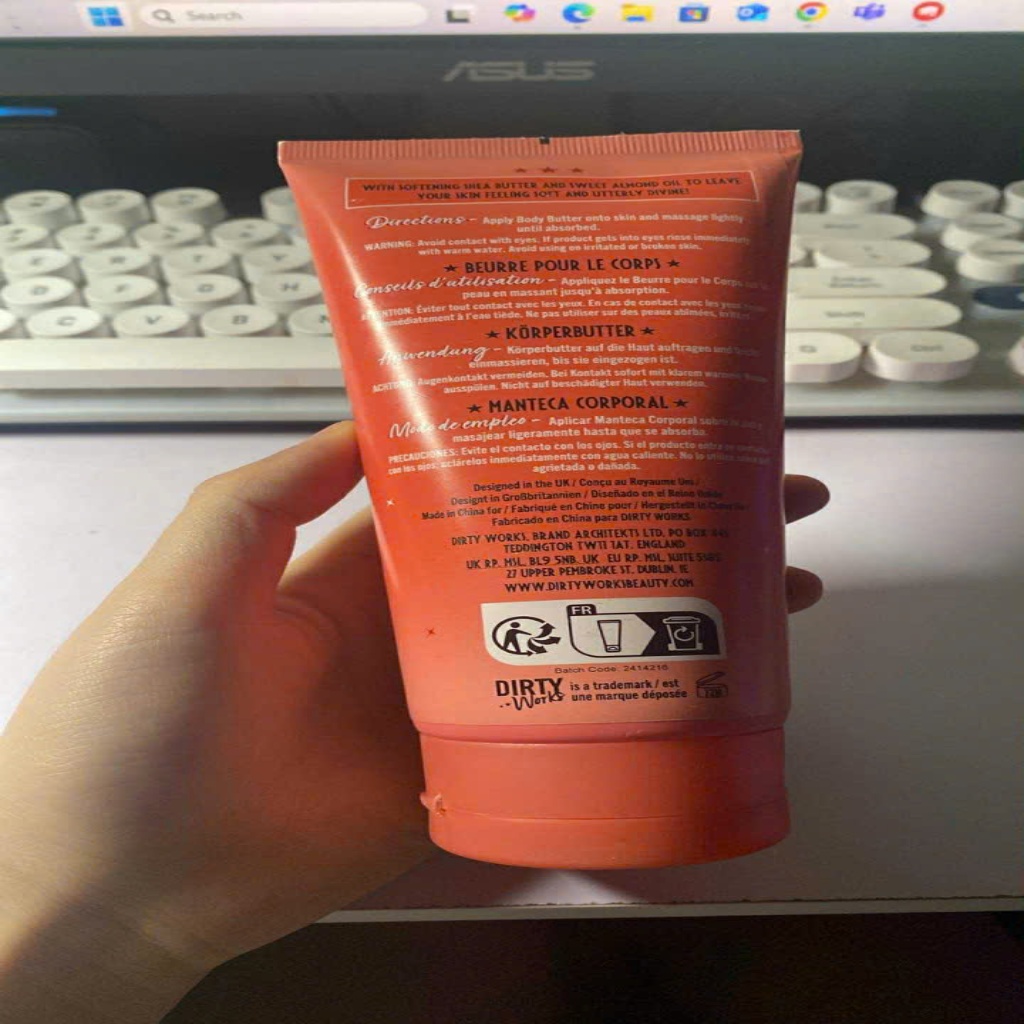 Search
ASUS
WITH SOFTENING SHEA BUTTER AND SWEET ALMOND OIL TO LEAVE
YOUR SKIN FEELING SOFT AND UTTERLY DIVINE!
Directions - Apply Body Butter onto skin and massage lightly
until absorbed.
WARNING: Avoid contact with eyes. If product gets into eyes rinse immediately
with warm water. Avoid using on irritated or broken skin.
★ BEURRE POUR LE CORPS ★
Conseils d'utilisation - Appliquez le Beurre pour le Corps sur la
peau en massant jusqu'à absorption.
ATTENTION: Éviter tout contact avec les yeux. En cas de contact avec les yeux
immédiatement à l'eau tiède. Ne pas utiliser sur des peaux abîmées,
★ KÖRPERBUTTER ★
Anwendung - Körperbutter auf die Haut auftragen und
einmassieren, bis sie eingezogen ist.
ACHTUNG: Augenkontakt vermeiden. Bei Kontakt sofort mit klarem warmen
ausspülen. Nicht auf beschädigter Haut verwenden.
★ MANTECA CORPORAL ★
Modo de empleo - Aplicar Manteca Corporal sobre la
masajear ligeramente hasta que se absorba.
PRECAUCIONES: Evite el contacto con los ojos. Si el producto entra en contacto
con los ojos, aclárelos inmediatamente con agua caliente. No lo utilice sobre piel
agrietada o dañada.
Designed in the UK / Conçu au Royaume Uni /
Designt in Großbritannien / Diseñado en el Reino Unido
Made in China for / Fabriqué en Chine pour / Hergestellt in China
Fabricado en China para DIRTY WORKS
DIRTY WORKS, BRAND ARCHITEKTS LTD, PO BOX
TEDDINGTON TW11 1AT, ENGLAND
UK RP. MSL, BL9 5NB, UK EU RP. MSL, SUITE
27 UPPER PEMBROKE ST, DUBLIN, IE
WWW.DIRTYWORKSBEAUTY.COM
FR
Batch Code: 2414216
DIRTY Works is a trademark / est
une marque déposée
12M